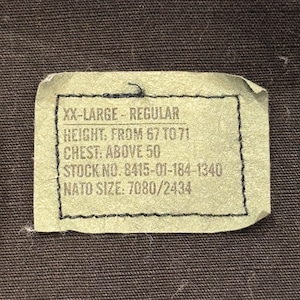 XX-LARGE - REGULAR
HEIGHT: FROM 67 TO 71
CHEST: ABOVE 50
STOCK NO. 8415-01-184-1340
NATO SIZE: 7080/2434